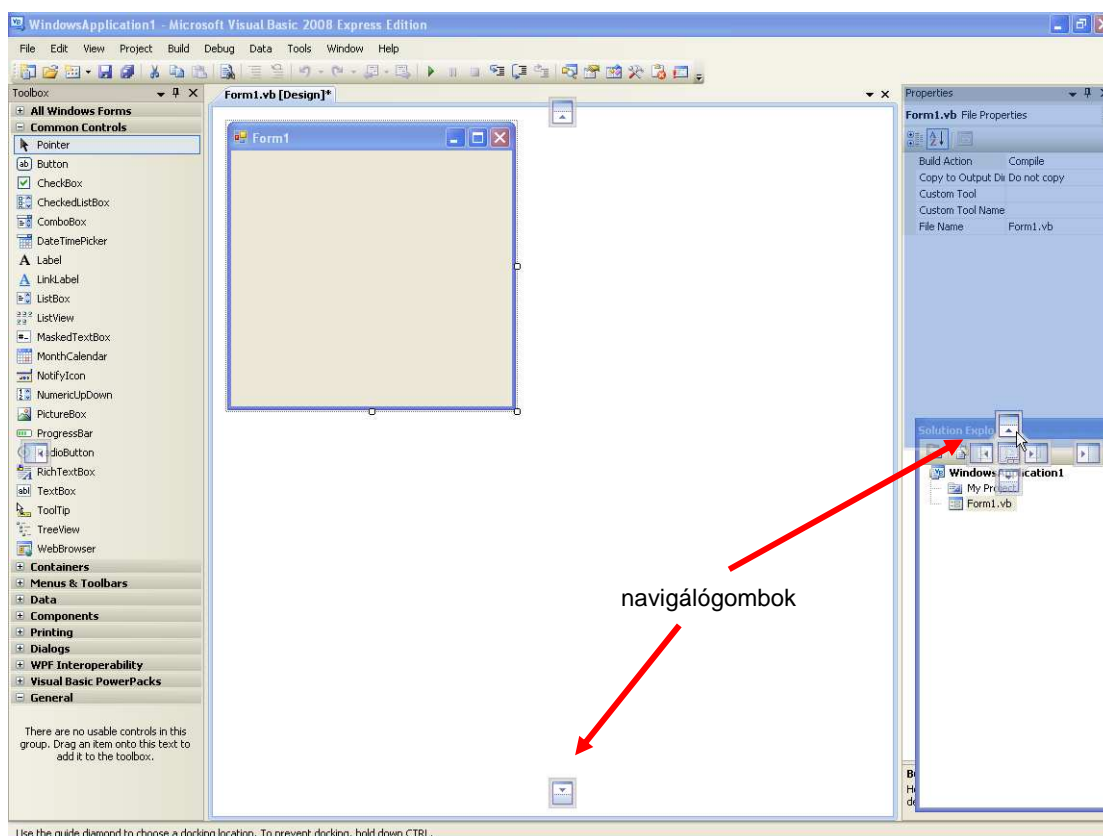 WindowsApplication1 - Microsoft Visual Basic 2008 Express Edition
File Edit View Project Build Debug Data Tools Window Help
Toolbox
All Windows Forms
Common Controls
Pointer
Button
CheckBox
CheckedListBox
ComboBox
DateTimePicker
Label
LinkLabel
ListBox
ListView
MaskedTextBox
MonthCalendar
NotifyIcon
NumericUpDown
PictureBox
ProgressBar
dioButton
RichTextBox
TextBox
ToolTip
TreeView
WebBrowser
Containers
Menus & Toolbars
Data
Components
Printing
Dialogs
WPF Interoperability
Visual Basic PowerPacks
General
There are no usable controls in this
group. Drag an item onto this text to
add it to the toolbox.
Form1.vb [Design]*
Form1
navigálógombok
Properties
Form1.vb File Properties
Build Action Compile
Copy to Output Di Do not copy
Custom Tool
Custom Tool Name
File Name Form1.vb
Solution Explo
WindowsApplication1
My Project
Form1.vb
Use the guide diamond to choose a docking location. To prevent docking, hold down CTRL.